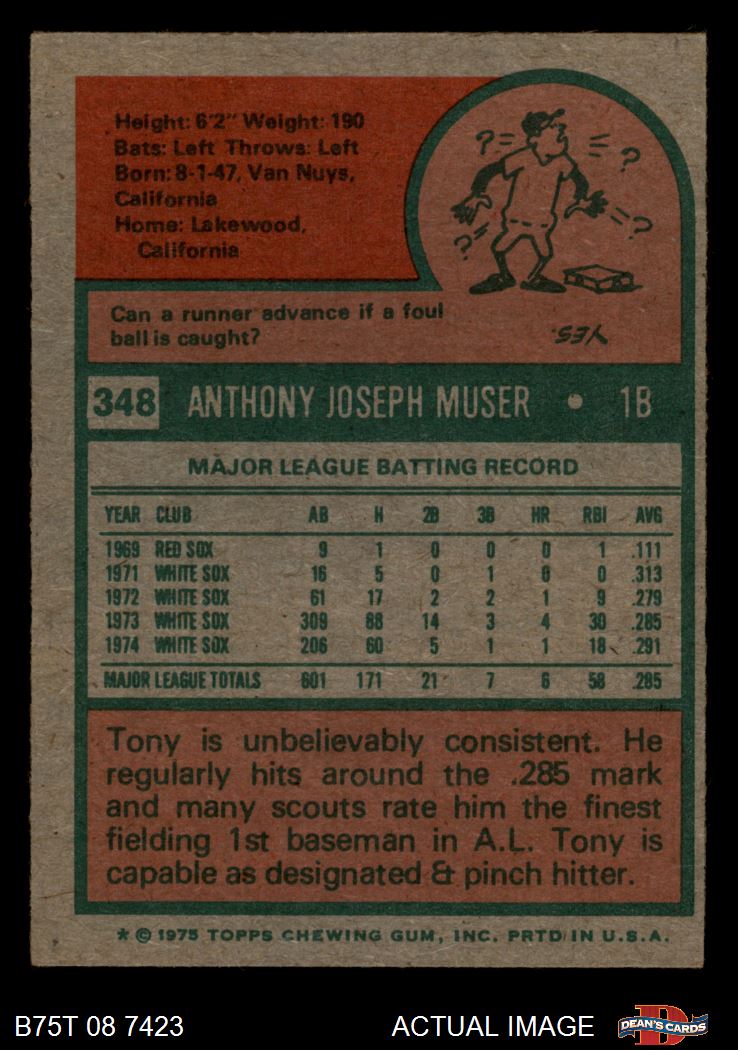 Height: 6'2" Weight: 190
Bats: Left Throws: Left
Born: 8-1-47, Van Nuys,
California
Home: Lakewood,
California
? ? ? ?
Can a runner advance if a foul
ball is caught?
YES.
348 ANTHONY JOSEPH MUSER • 1B
MAJOR LEAGUE BATTING RECORD
YEAR CLUB AB H 2B 3B HR RBI AVG
1969 RED SOX 9 1 0 0 0 1 .111
1971 WHITE SOX 16 5 0 1 0 0 .313
1972 WHITE SOX 61 17 2 2 1 9 .279
1973 WHITE SOX 309 88 14 3 4 30 .285
1974 WHITE SOX 206 60 5 1 1 18 .291
MAJOR LEAGUE TOTALS 601 171 21 7 6 58 .285
Tony is unbelievably consistent. He
regularly hits around the .285 mark
and many scouts rate him the finest
fielding 1st baseman in A.L. Tony is
capable as designated & pinch hitter.
* © 1975 TOPPS CHEWING GUM, INC. PRTD IN U.S.A.
B75T 08 7423 ACTUAL IMAGE DEAN'S CARDS